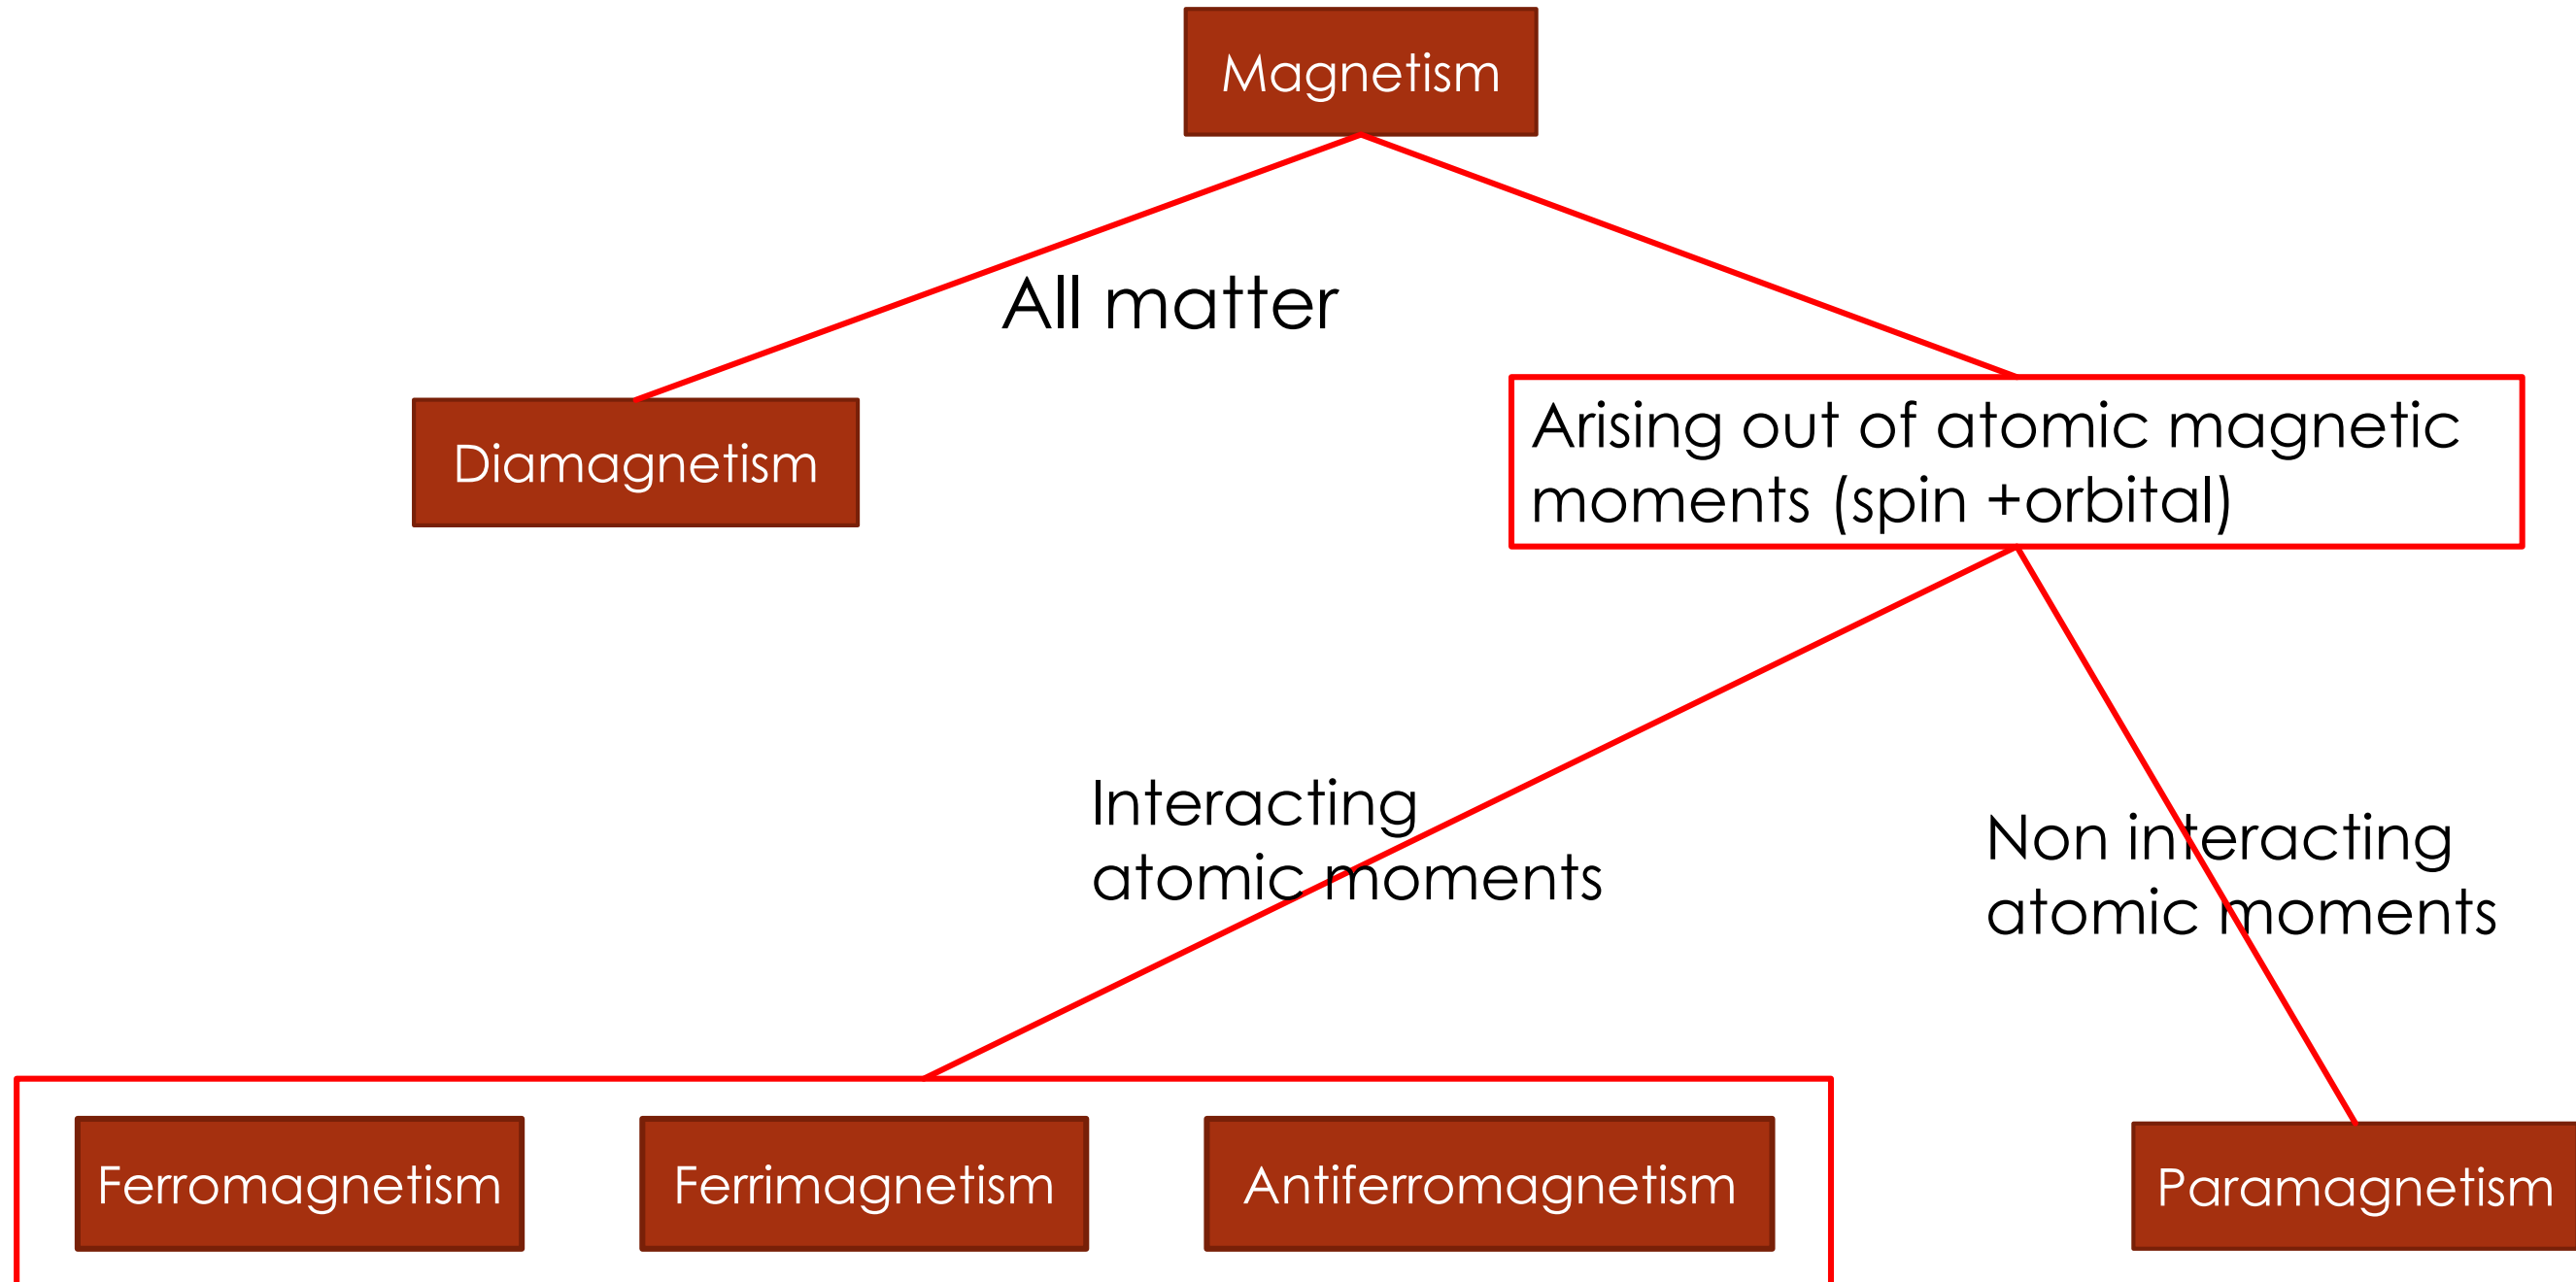 Magnetism
All matter
Diamagnetism
Arising out of atomic magnetic
moments (spin +orbital)
Interacting
atomic moments
Non interacting
atomic moments
Ferromagnetism
Ferrimagnetism
Antiferromagnetism
Paramagnetism